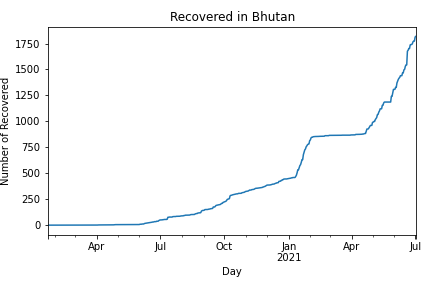 Recovered in Bhutan
Number of Recovered
1750
1500
1250
1000
750
500
250
0
Apr
Jul
Oct
Jan
2021
Apr
Jul
Day